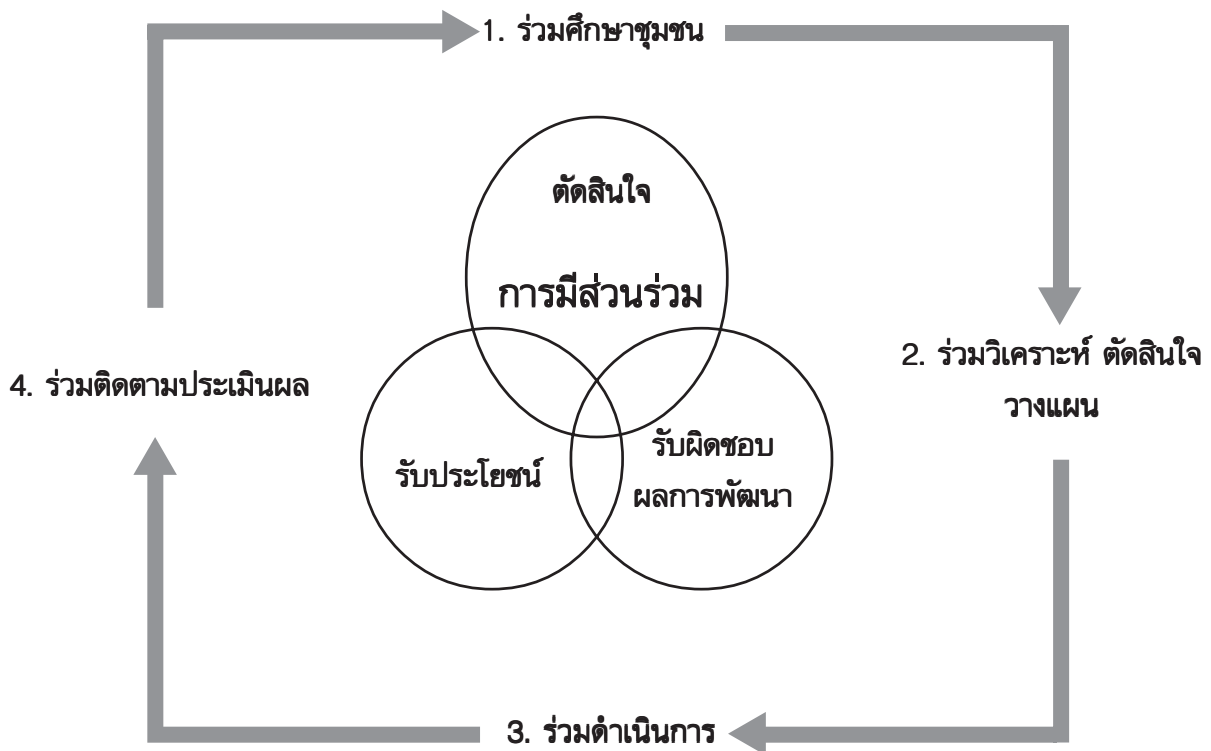 1. ร่วมศึกษาชุมชน
ตัดสินใจ
การมีส่วนร่วม
2. ร่วมวิเคราะห์ ตัดสินใจ
วางแผน
4. ร่วมติดตามประเมินผล
รับประโยชน์
รับผิดชอบ
ผลการพัฒนา
3. ร่วมดำเนินการ